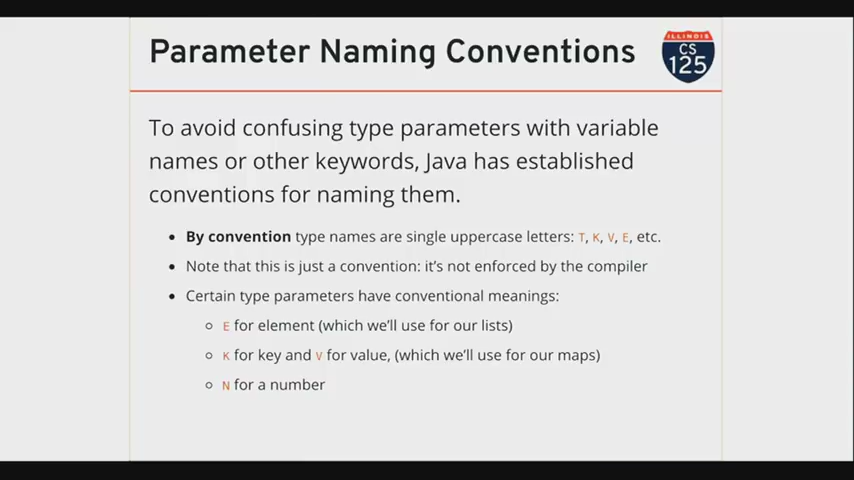 Parameter Naming Conventions
ILLINOIS
CS
125
To avoid confusing type parameters with variable
names or other keywords, Java has established
conventions for naming them.
• By convention type names are single uppercase letters: T, K, V, E, etc.
• Note that this is just a convention: it's not enforced by the compiler
• Certain type parameters have conventional meanings:
○ E for element (which we'll use for our lists)
○ K for key and V for value, (which we'll use for our maps)
○ N for a number